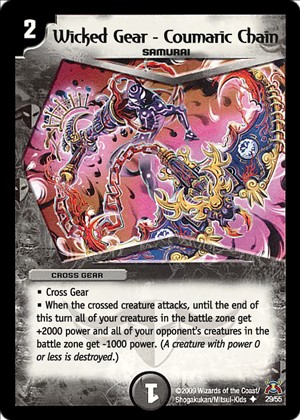 2
Wicked Gear - Coumaric Chain
SAMURAI
CROSS GEAR
▪ Cross Gear
▪ When the crossed creature attacks, until the end of
this turn all of your creatures in the battle zone get
+2000 power and all of your opponent's creatures in the
battle zone get -1000 power. (A creature with power 0
or less is destroyed.)
1
©2009 Wizards of the Coast/
Shogakukan/Mitsui-Kids ♦ 29/55